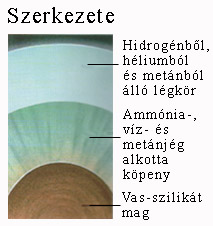 Szerkezete
Hidrogénből,
héliumból
és metánból
álló légkör
Ammónia-,
víz- és
metánjég
alkotta
köpeny
Vas-szilikát
mag